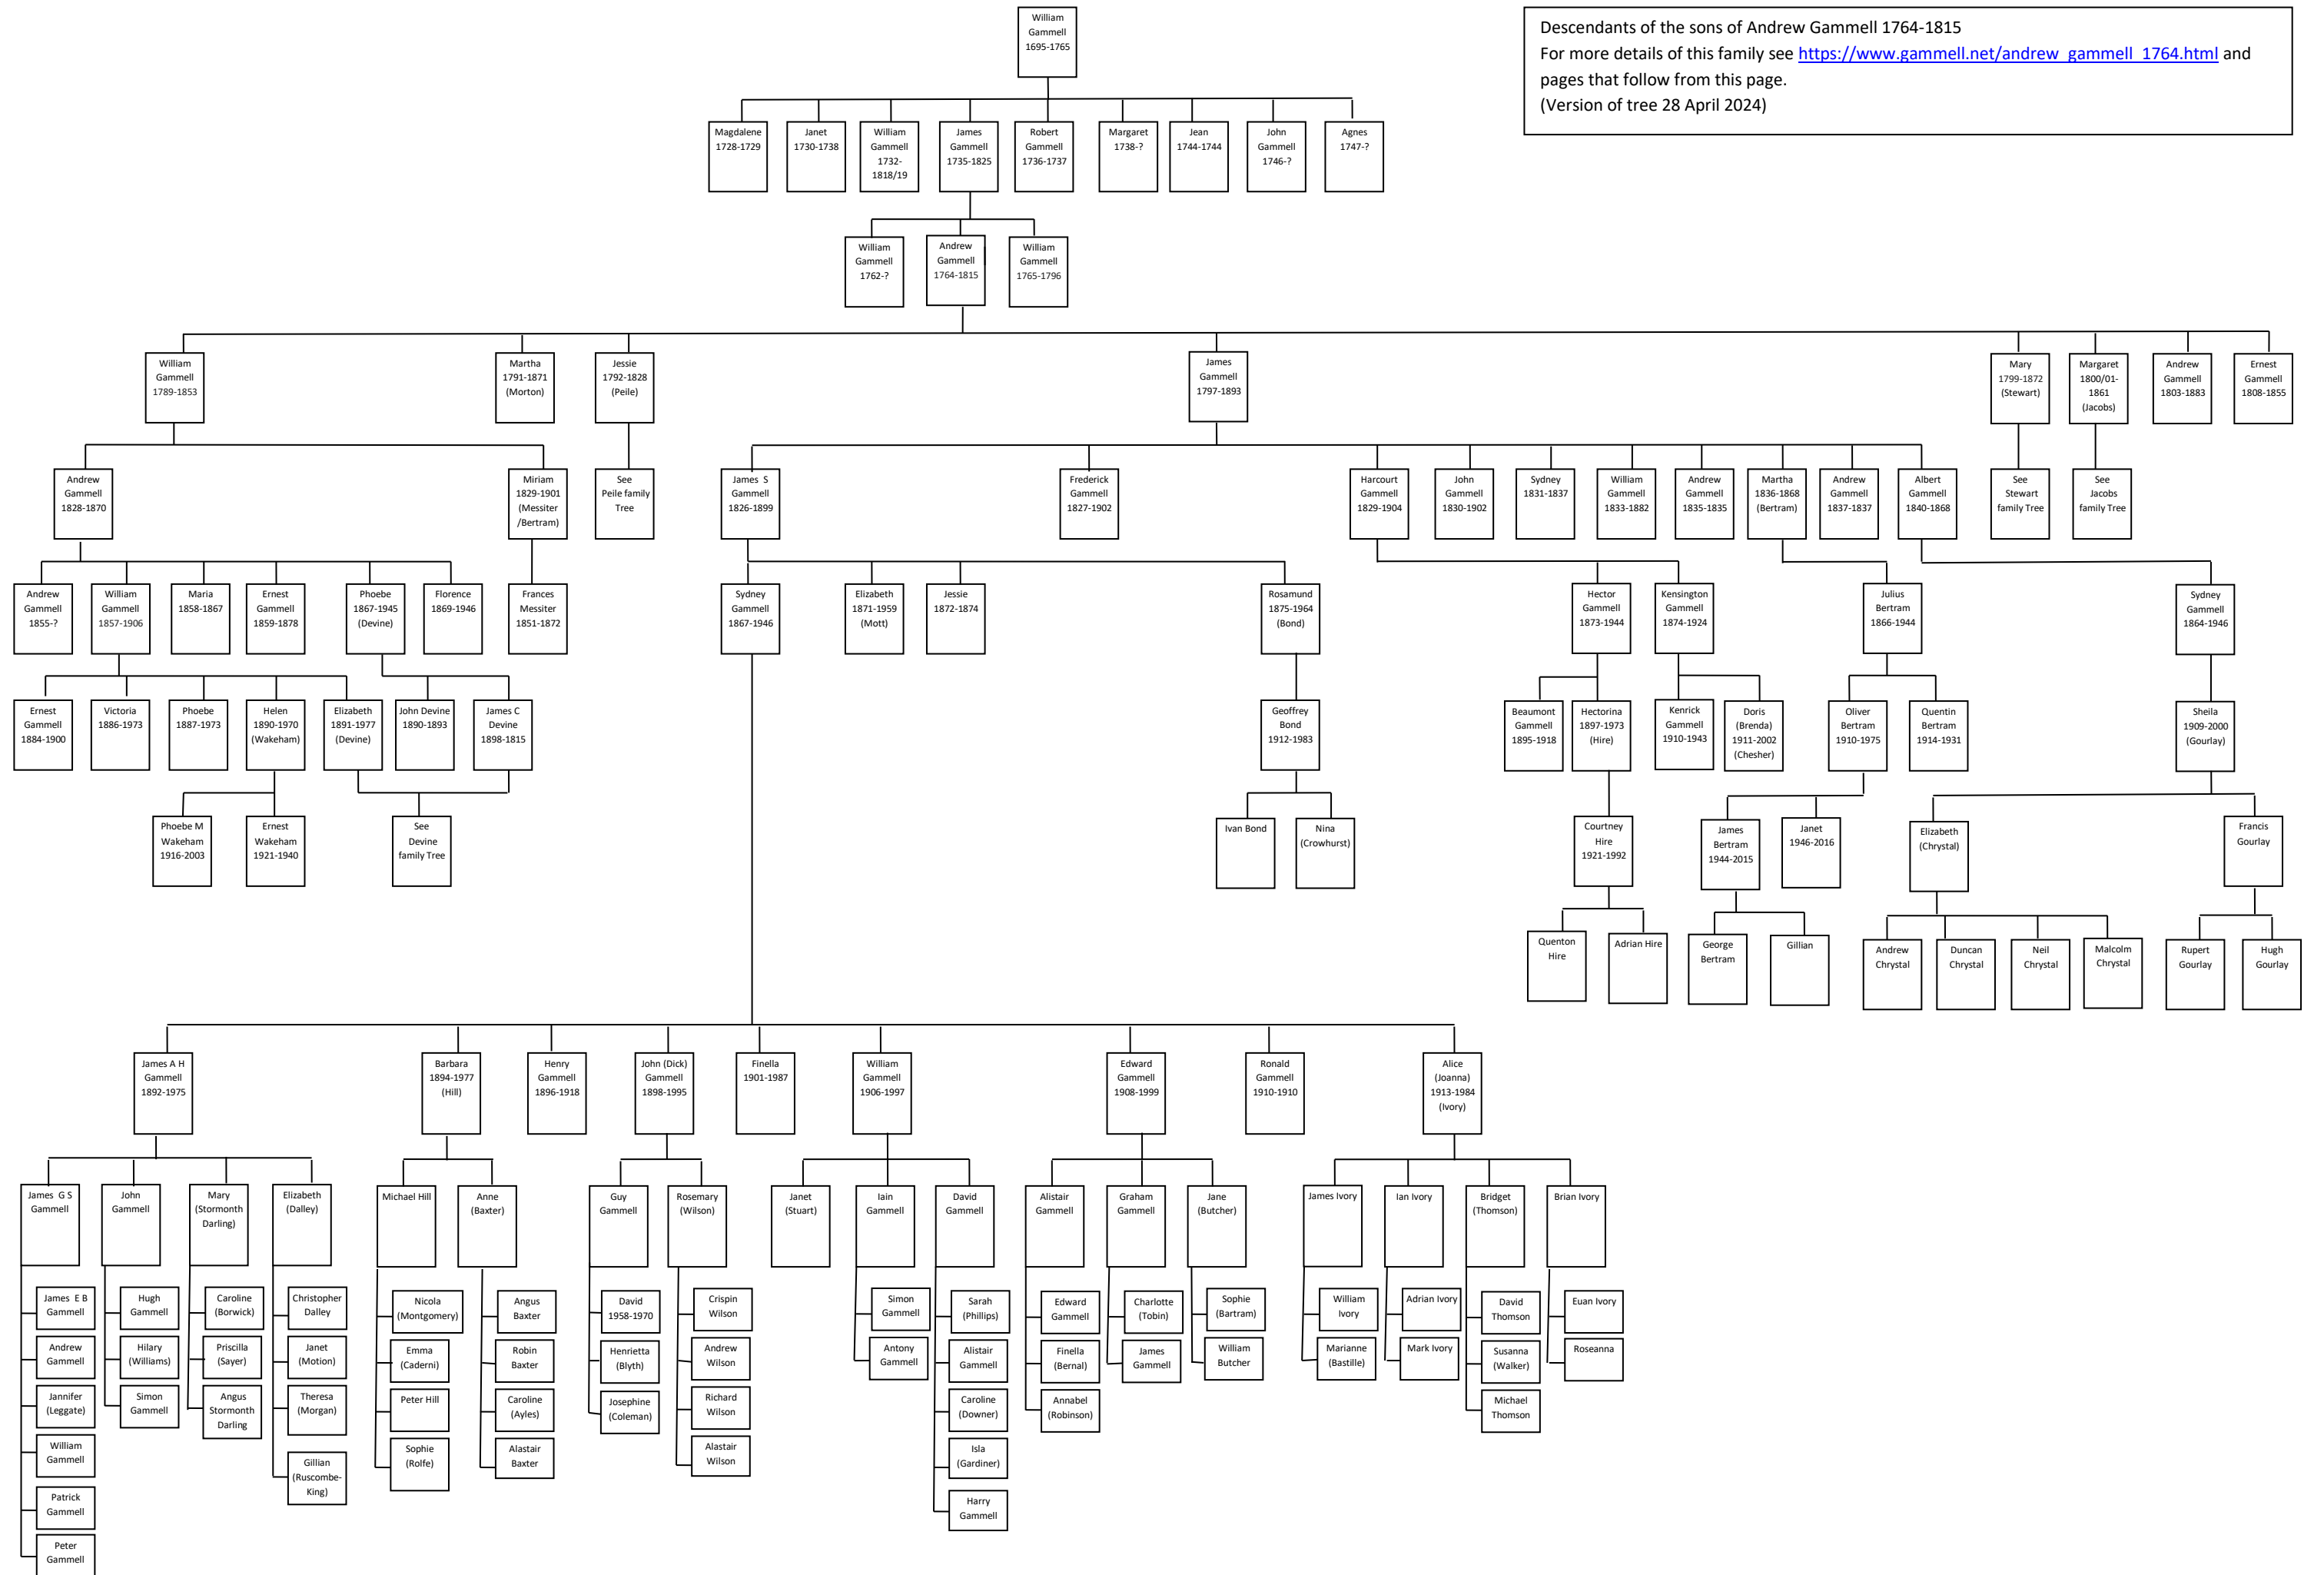 William
Gammell
1695-1765
Descendants of the sons of Andrew Gammell 1764-1815
For more details of this family see https://www.gammell.net/andrew_gammell_1764.html and
pages that follow from this page.
(Version of tree 28 April 2024)
Magdalene
1728-1729
Janet
1730-1738
William
Gammell
1732-
1818/19
James
Gammell
1735-1825
Robert
Gammell
1736-1737
Margaret
1738-?
Jean
1744-1744
John
Gammell
1746-?
Agnes
1747-?
William
Gammell
1762-?
Andrew
Gammell
1764-1815
William
Gammell
1765-1796
William
Gammell
1789-1853
Martha
1791-1871
(Morton)
Jessie
1792-1828
(Peile)
James
Gammell
1797-1893
Mary
1799-1872
(Stewart)
Margaret
1800/01-
1861
(Jacobs)
Andrew
Gammell
1803-1883
Ernest
Gammell
1808-1855
Andrew
Gammell
1828-1870
Miriam
1829-1901
(Messiter
/Bertram)
See
Peile family
Tree
James S
Gammell
1826-1899
Frederick
Gammell
1827-1902
Harcourt
Gammell
1829-1904
John
Gammell
1830-1902
Sydney
1831-1837
William
Gammell
1833-1882
Andrew
Gammell
1835-1835
Martha
1836-1868
(Bertram)
Andrew
Gammell
1837-1837
Albert
Gammell
1840-1868
See
Stewart
family Tree
See
Jacobs
family Tree
Andrew
Gammell
1855-?
William
Gammell
1857-1906
Maria
1858-1867
Ernest
Gammell
1859-1878
Phoebe
1867-1945
(Devine)
Florence
1869-1946
Frances
Messiter
1851-1872
Sydney
Gammell
1867-1946
Elizabeth
1871-1959
(Mott)
Jessie
1872-1874
Rosamund
1875-1964
(Bond)
Hector
Gammell
1873-1944
Kensington
Gammell
1874-1924
Julius
Bertram
1866-1944
Sydney
Gammell
1864-1946
Ernest
Gammell
1884-1900
Victoria
1886-1973
Phoebe
1887-1973
Helen
1890-1970
(Wakeham)
Elizabeth
1891-1977
(Devine)
John Devine
1890-1893
James C
Devine
1898-1815
Geoffrey
Bond
1912-1983
Beaumont
Gammell
1895-1918
Hectorina
1897-1973
(Hire)
Kenrick
Gammell
1910-1943
Doris
(Brenda)
1911-2002
(Chesher)
Oliver
Bertram
1910-1975
Quentin
Bertram
1914-1931
Sheila
1909-2000
(Gourlay)
Phoebe M
Wakeham
1916-2003
Ernest
Wakeham
1921-1940
See
Devine
family Tree
Ivan Bond
Nina
(Crowhurst)
Courtney
Hire
1921-1992
James
Bertram
1944-2015
Janet
1946-2016
Elizabeth
(Chrystal)
Francis
Gourlay
Quenton
Hire
Adrian Hire
George
Bertram
Gillian
Andrew
Chrystal
Duncan
Chrystal
Neil
Chrystal
Malcolm
Chrystal
Rupert
Gourlay
Hugh
Gourlay
James A H
Gammell
1892-1975
Barbara
1894-1977
(Hill)
Henry
Gammell
1896-1918
John (Dick)
Gammell
1898-1995
Finella
1901-1987
William
Gammell
1906-1997
Edward
Gammell
1908-1999
Ronald
Gammell
1910-1910
Alice
(Joanna)
1913-1984
(Ivory)
James G S
Gammell
John
Gammell
Mary
(Stormonth
Darling)
Elizabeth
(Dalley)
Michael Hill
Anne
(Baxter)
Guy
Gammell
Rosemary
(Wilson)
Janet
(Stuart)
Iain
Gammell
David
Gammell
Alistair
Gammell
Graham
Gammell
Jane
(Butcher)
James Ivory
Ian Ivory
Bridget
(Thomson)
Brian Ivory
James E B
Gammell
Andrew
Gammell
Jannifer
(Leggate)
William
Gammell
Patrick
Gammell
Peter
Gammell
Hugh
Gammell
Hilary
(Williams)
Simon
Gammell
Caroline
(Borwick)
Priscilla
(Sayer)
Angus
Stormonth
Darling
Christopher
Dalley
Janet
(Motion)
Theresa
(Morgan)
Gillian
(Ruscombe-
King)
Nicola
(Montgomery)
Emma
(Caderni)
Peter Hill
Sophie
(Rolfe)
Angus
Baxter
Robin
Baxter
Caroline
(Ayles)
Alastair
Baxter
David
1958-1970
Henrietta
(Blyth)
Josephine
(Coleman)
Crispin
Wilson
Andrew
Wilson
Richard
Wilson
Alastair
Wilson
Simon
Gammell
Antony
Gammell
Sarah
(Phillips)
Alistair
Gammell
Caroline
(Downer)
Isla
(Gardiner)
Harry
Gammell
Edward
Gammell
Finella
(Bernal)
Annabel
(Robinson)
Charlotte
(Tobin)
James
Gammell
Sophie
(Bartram)
William
Butcher
William
Ivory
Marianne
(Bastille)
Adrian Ivory
Mark Ivory
David
Thomson
Susanna
(Walker)
Michael
Thomson
Euan Ivory
Roseanna